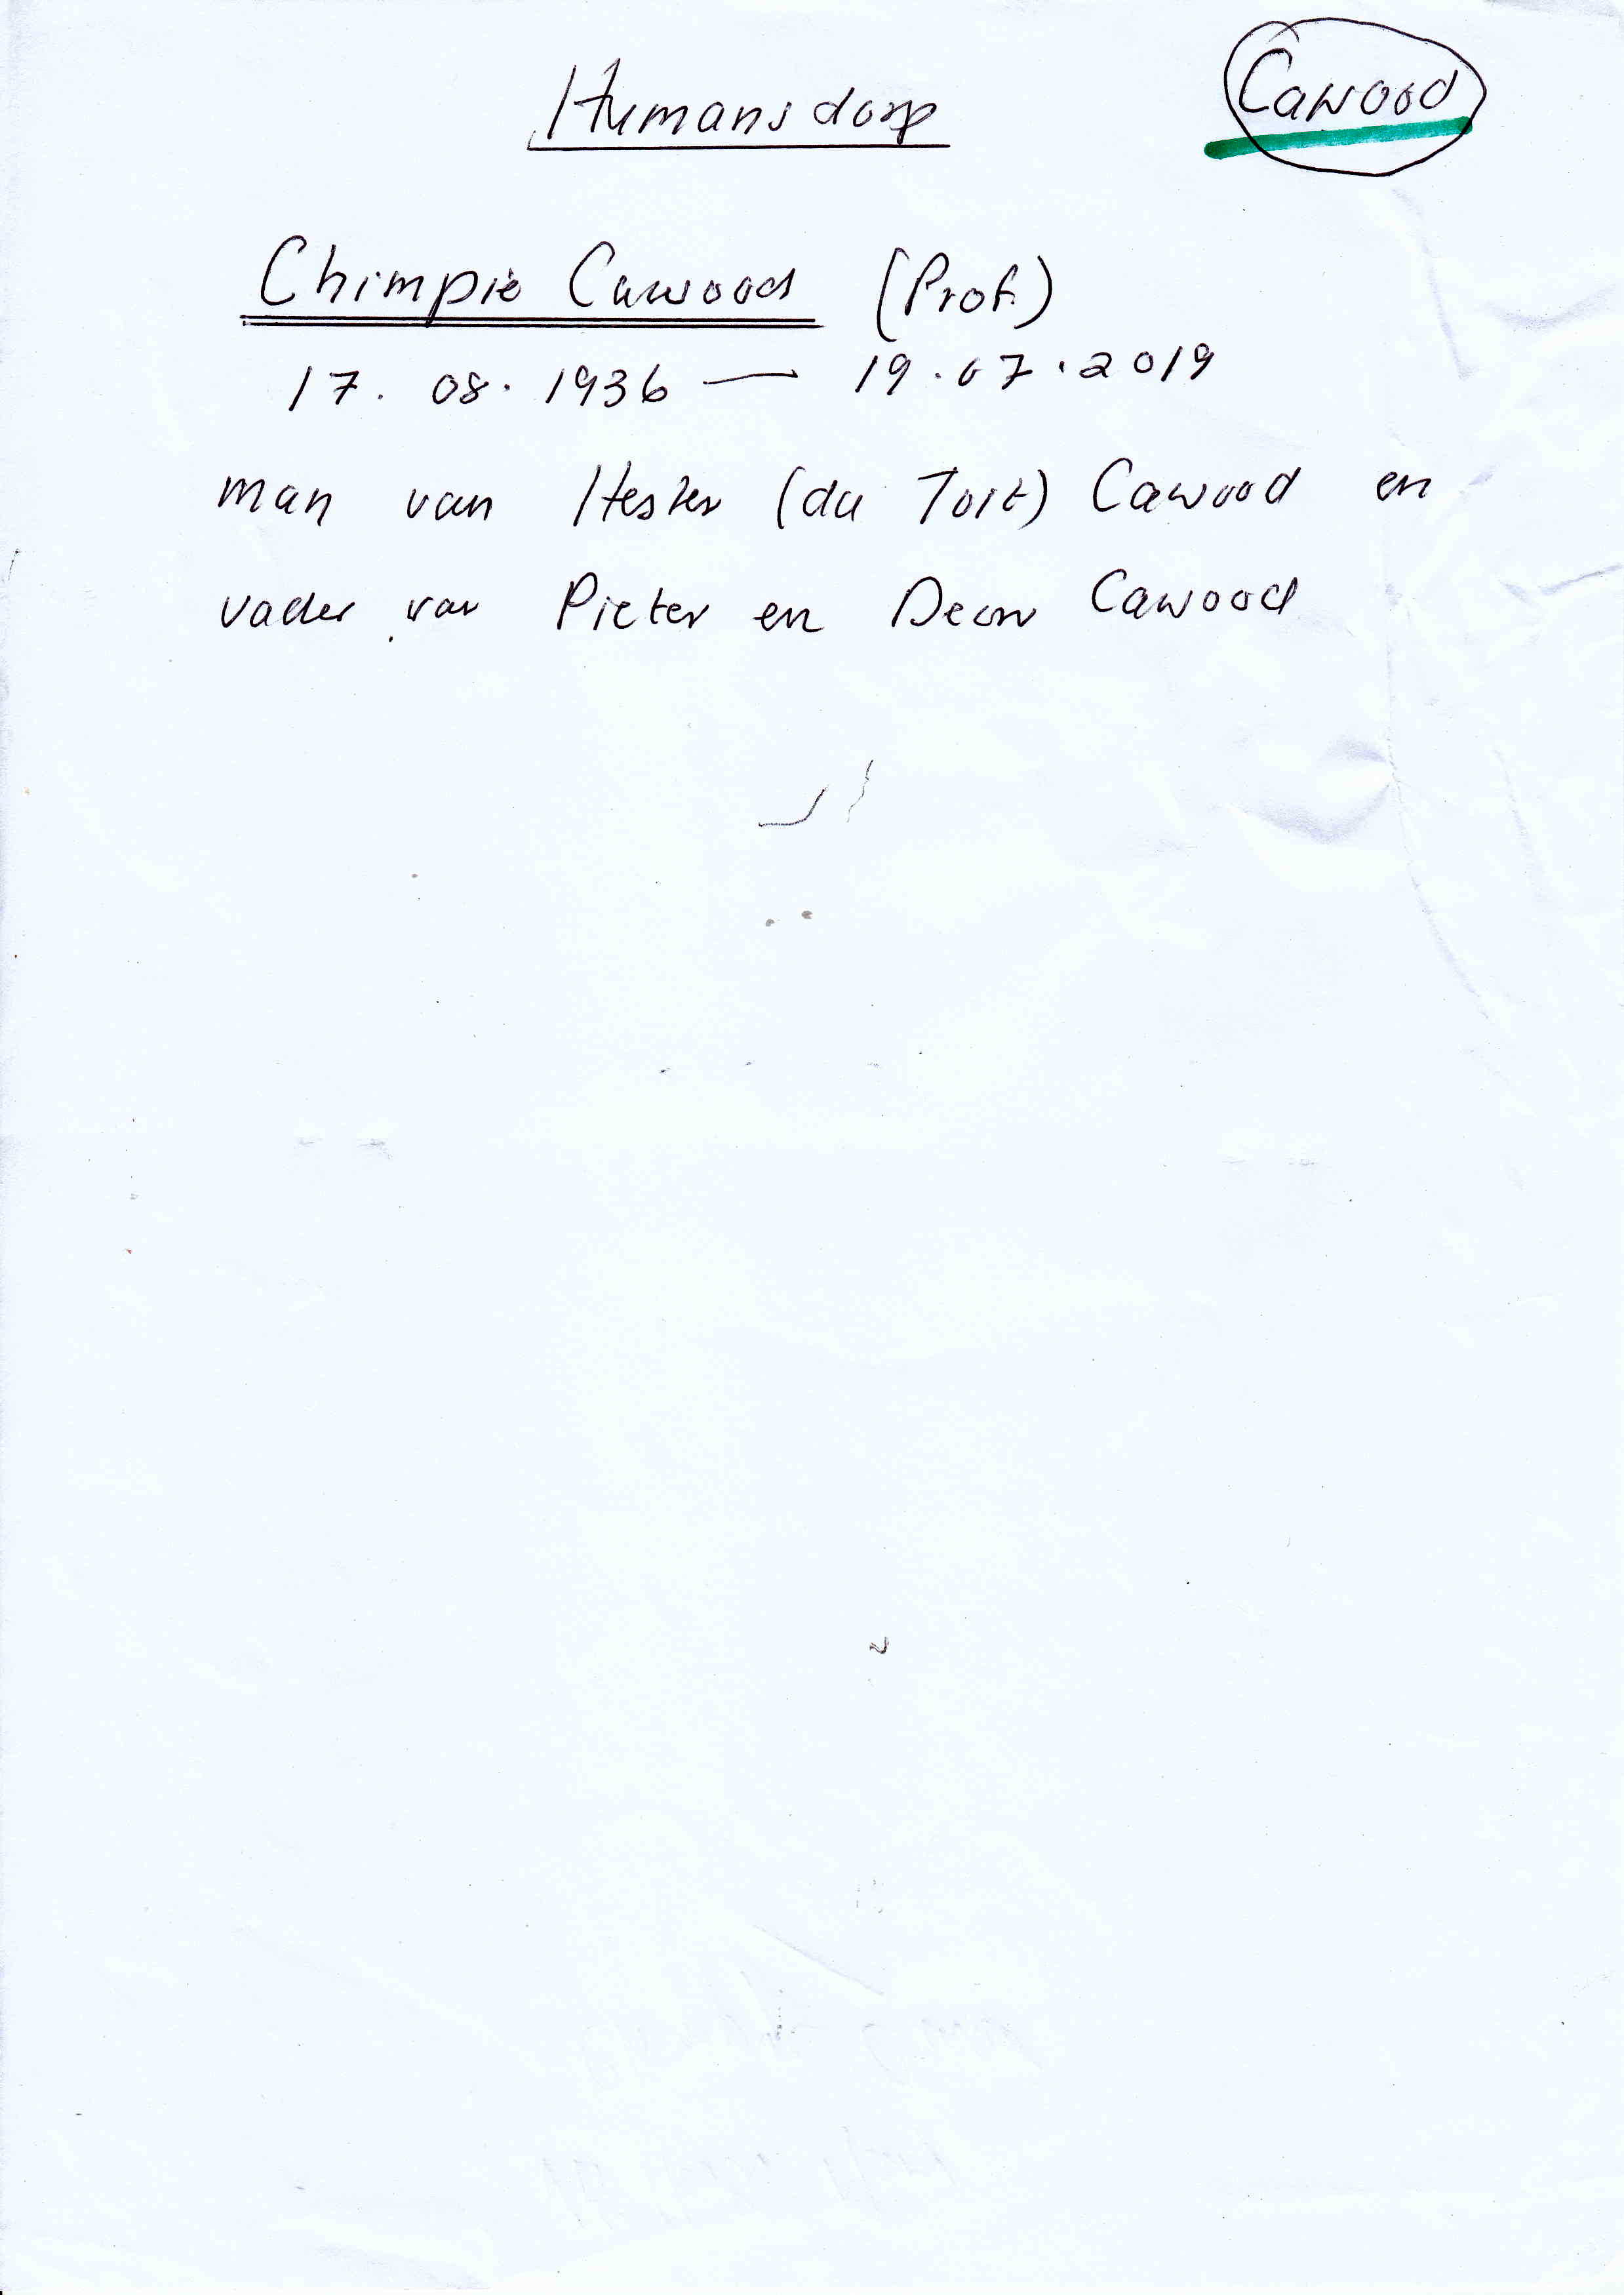 Humansdorp
Cawood
Chimpie Cawood (Prof.)
17. 08. 1936 — 19.07.2019
man van Hester (du Toit) Cawood en
vader van Pieter en Deon Cawood